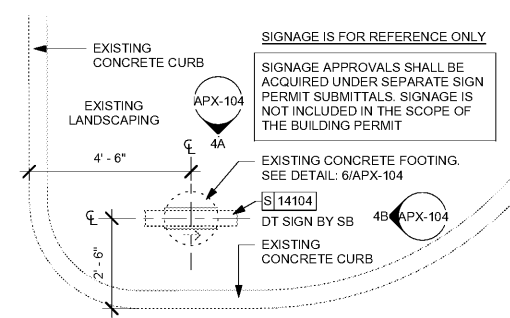 SIGNAGE IS FOR REFERENCE ONLY
EXISTING
CONCRETE CURB
SIGNAGE APPROVALS SHALL BE
ACQUIRED UNDER SEPARATE SIGN
PERMIT SUBMITTALS. SIGNAGE IS
NOT INCLUDED IN THE SCOPE OF
THE BUILDING PERMIT
APX-104
4A
EXISTING
LANDSCAPING
4' - 6"
CL
EXISTING CONCRETE FOOTING.
SEE DETAIL: 6/APX-104
S 14104
DT SIGN BY SB
4B
APX-104
CL
2' - 6"
EXISTING
CONCRETE CURB